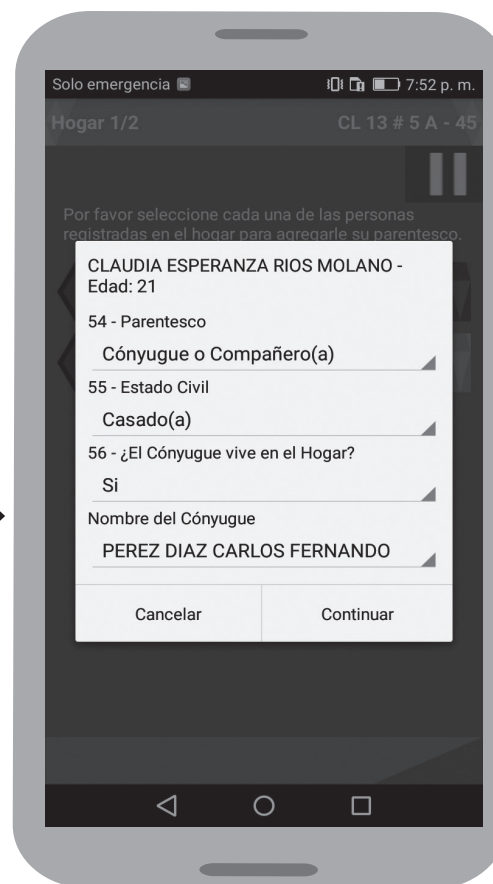 Solo emergencia 7:52 p. m.
Hogar 1/2 CL 13 # 5 A - 45
Por favor seleccione cada una de las personas
registradas en el hogar para agregarle su parentesco.
CLAUDIA ESPERANZA RIOS MOLANO -
Edad: 21
54 - Parentesco
Cónyugue o Compañero(a)
55 - Estado Civil
Casado(a)
56 - ¿El Cónyugue vive en el Hogar?
Si
Nombre del Cónyugue
PEREZ DIAZ CARLOS FERNANDO
Cancelar Continuar